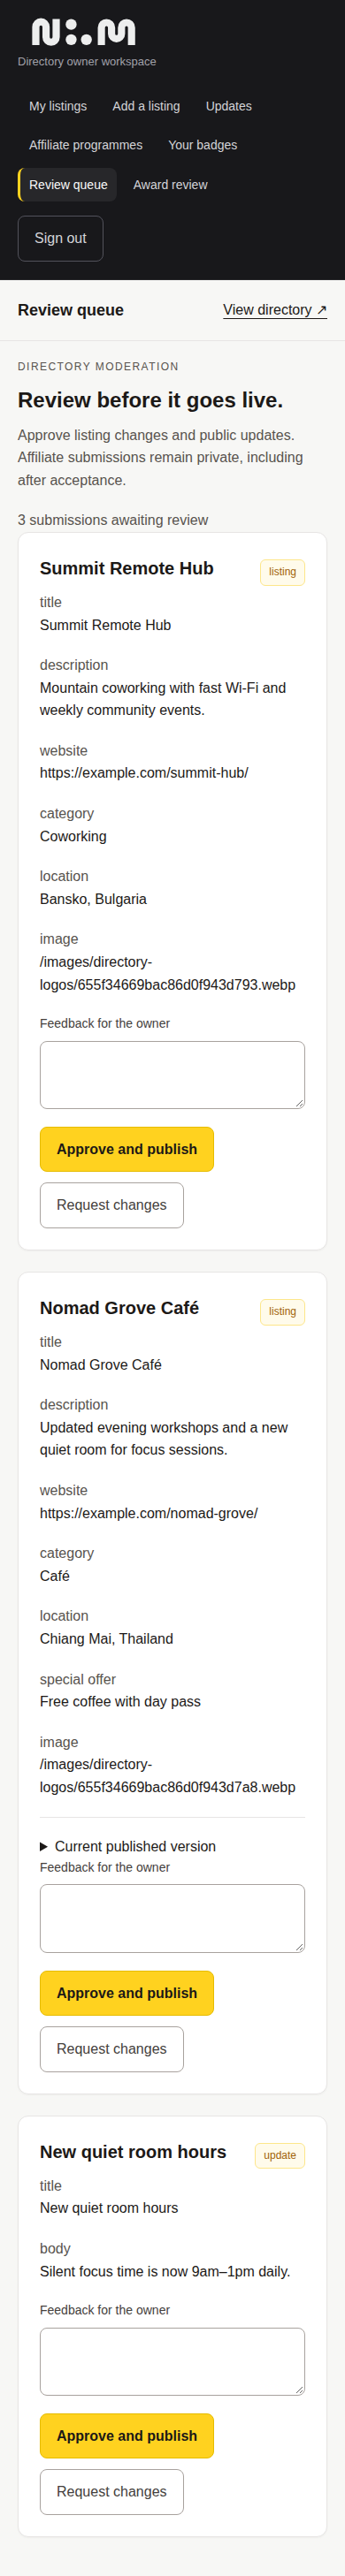 N:.M
Directory owner workspace
My listings Add a listing Updates
Affiliate programmes Your badges
Review queue Award review
Sign out
Review queue View directory ↗
DIRECTORY MODERATION
Review before it goes live.
Approve listing changes and public updates.
Affiliate submissions remain private, including
after acceptance.
3 submissions awaiting review
Summit Remote Hub listing
title
Summit Remote Hub
description
Mountain coworking with fast Wi-Fi and
weekly community events.
website
https://example.com/summit-hub/
category
Coworking
location
Bansko, Bulgaria
image
/images/directory-
logos/655f34669bac86d0f943d793.webp
Feedback for the owner
Approve and publish
Request changes
Nomad Grove Café listing
title
Nomad Grove Café
description
Updated evening workshops and a new
quiet room for focus sessions.
website
https://example.com/nomad-grove/
category
Café
location
Chiang Mai, Thailand
special offer
Free coffee with day pass
image
/images/directory-
logos/655f34669bac86d0f943d7a8.webp
Current published version
Feedback for the owner
Approve and publish
Request changes
New quiet room hours update
title
New quiet room hours
body
Silent focus time is now 9am–1pm daily.
Feedback for the owner
Approve and publish
Request changes